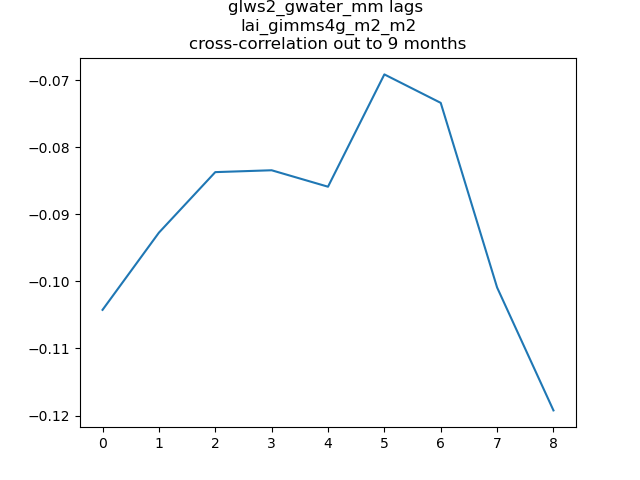 glws2_gwater_mm lags
lai_gimms4g_m2_m2
cross-correlation out to 9 months
−0.07
−0.08
−0.09
−0.10
−0.11
−0.12
0 1 2 3 4 5 6 7 8